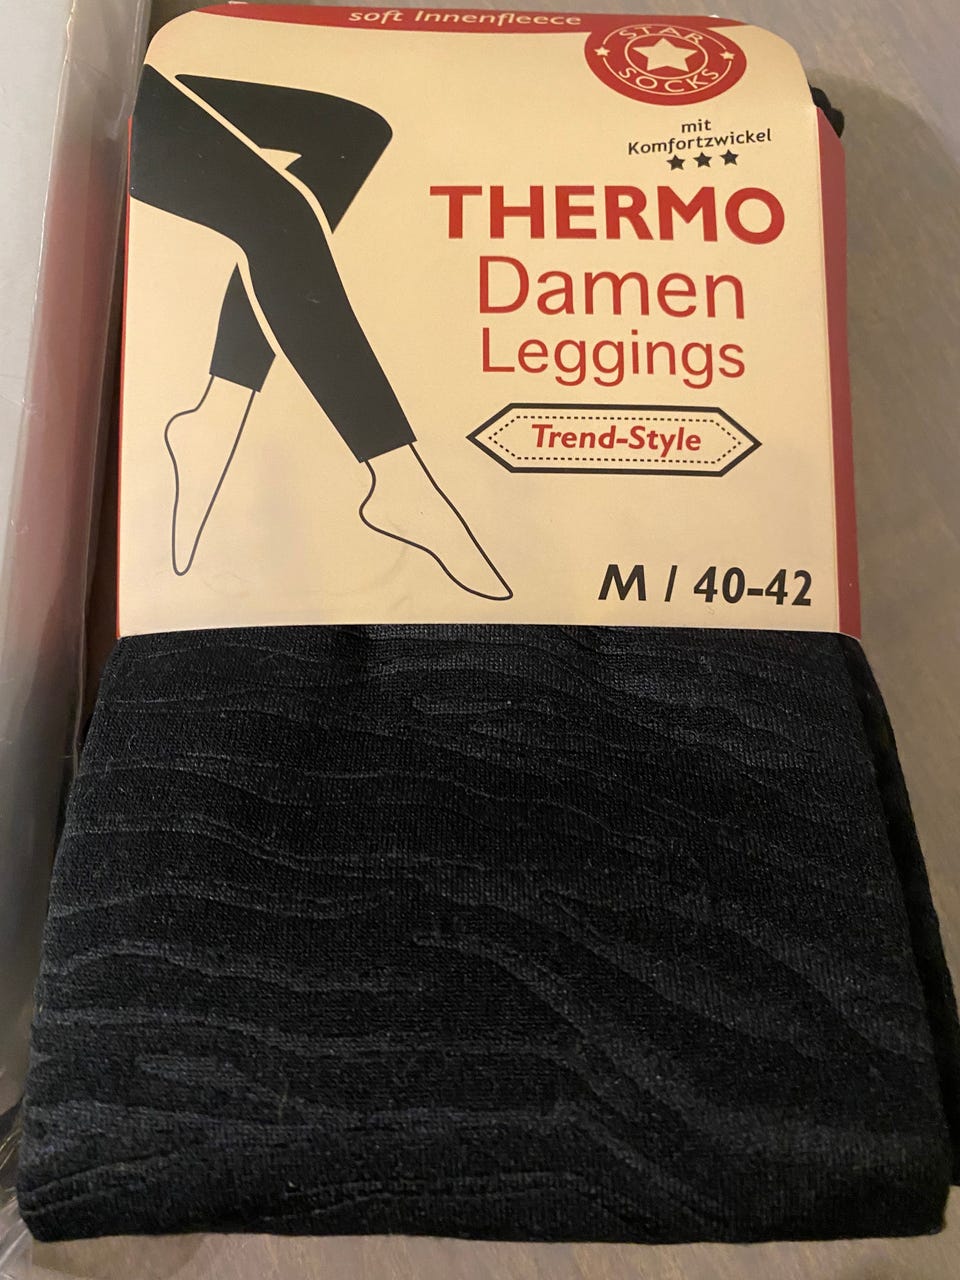 soft Innenfleece
STAR
SOCKS
mit
Komfortzwickel
THERMO
Damen
Leggings
Trend-Style
M / 40-42